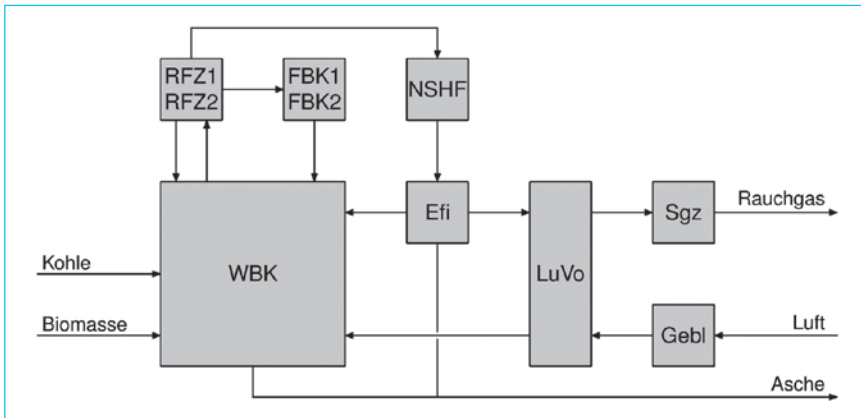 RFZ1
RFZ2
FBK1
FBK2
NSHF
Efi
Sgz
Rauchgas
Kohle
WBK
LuVo
Biomasse
Gebl
Luft
Asche